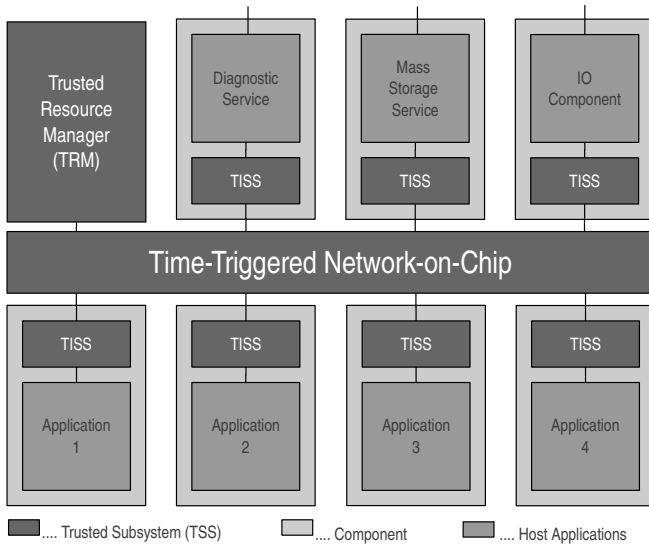 Trusted
Resource
Manager
(TRM)
Diagnostic
Service
TISS
Mass
Storage
Service
TISS
IO
Component
TISS
Time-Triggered Network-on-Chip
TISS
Application
1
TISS
Application
2
TISS
Application
3
TISS
Application
4
.... Trusted Subsystem (TSS)
.... Component
.... Host Applications